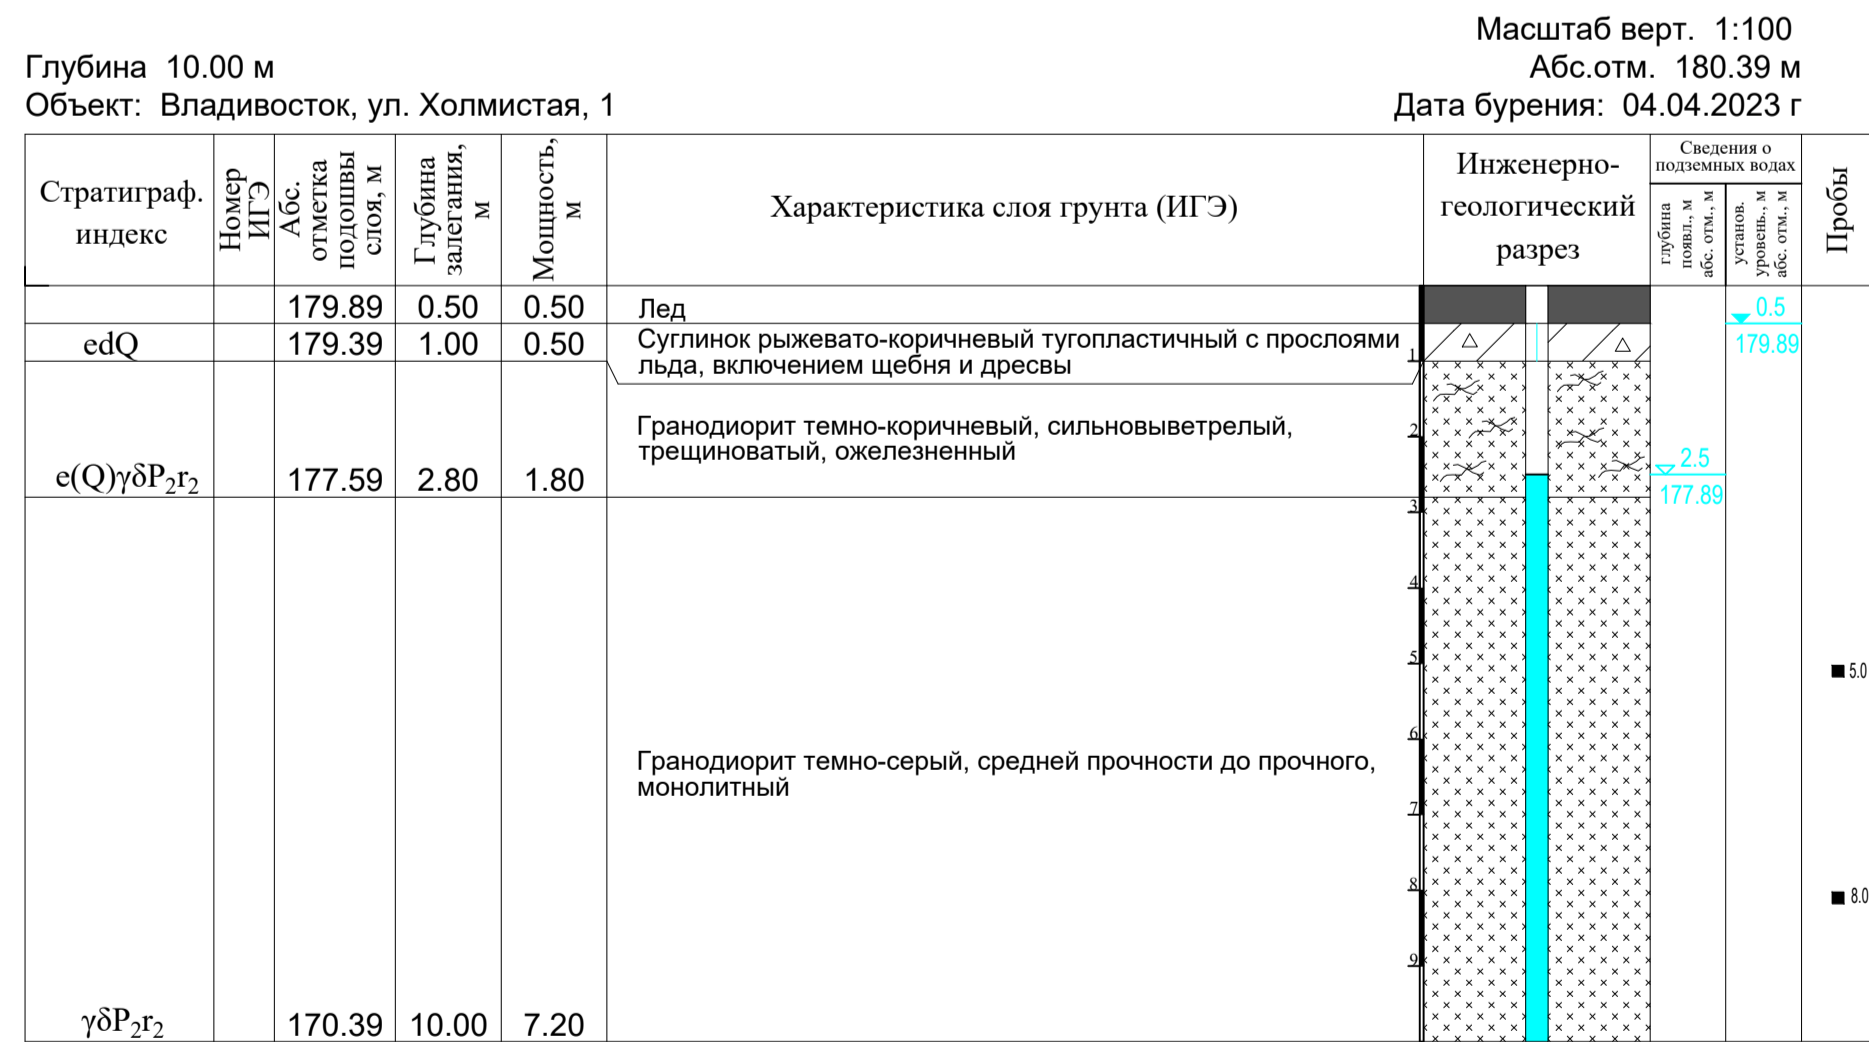 Масштаб верт. 1:100
Глубина 10.00 м
Абс.отм. 180.39 м
Объект: Владивосток, ул. Холмистая, 1
Дата бурения: 04.04.2023 г
Стратиграф.
индекс
Номер
ИГЭ
Абс.
отметка
подошвы
слоя, м
Глубина
залегания,
м
Мощность,
м
Характеристика слоя грунта (ИГЭ)
Инженерно-
геологический
разрез
Сведения о
подземных водах
глубина
появл., м
абс. отм., м
установ.
уровень., м
абс. отм., м
Пробы
179.89 0.50 0.50 Лед
0.5
179.89
edQ 179.39 1.00 0.50
Суглинок рыжевато-коричневый тугопластичный с прослоями
льда, включением щебня и дресвы
1
Гранодиорит темно-коричневый, сильновыветрелый,
трещиноватый, ожелезненный
2
2.5
177.89
e(Q)γδP₂r₂ 177.59 2.80 1.80
3
4
5
5.0
6
Гранодиорит темно-серый, средней прочности до прочного,
монолитный
7
8
8.0
9
γδP₂r₂ 170.39 10.00 7.20